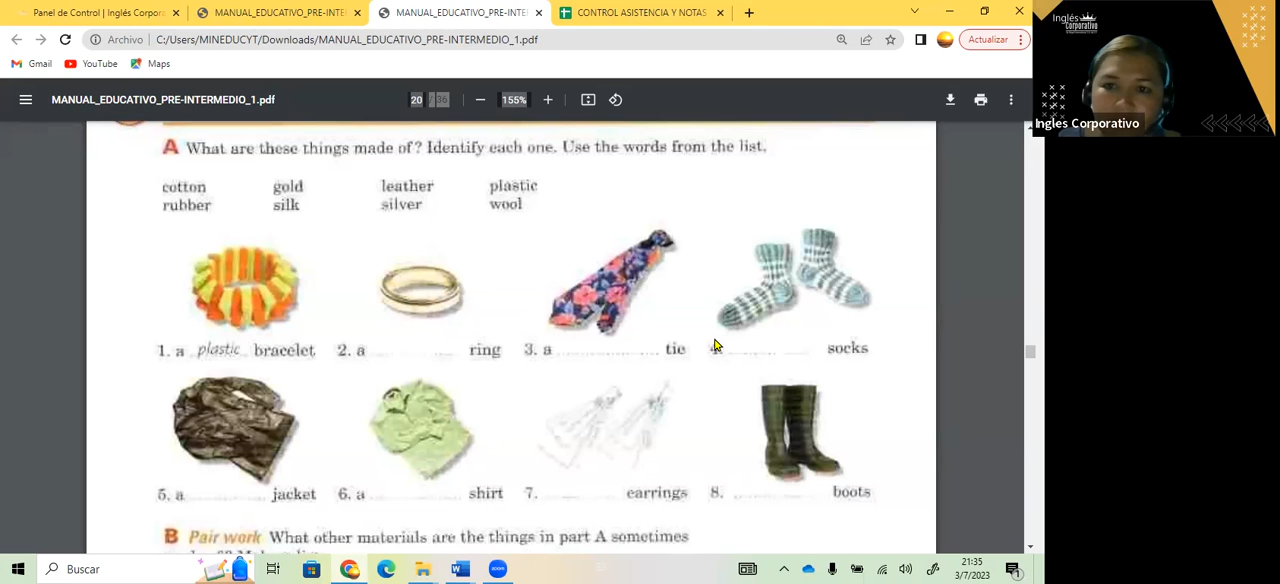 Panel de Control | Inglés Corpora
MANUAL_EDUCATIVO_PRE-INTE
MANUAL_EDUCATIVO_PRE-INTE
CONTROL ASISTENCIA Y NOTAS
Archivo | C:/Users/MINEDUCYT/Downloads/MANUAL_EDUCATIVO_PRE-INTERMEDIO_1.pdf
Actualizar
Gmail YouTube Maps
MANUAL_EDUCATIVO_PRE-INTERMEDIO_1.pdf 20 / 36 155%
Inglés
Corporativo
Ingles Corporativo
A What are these things made of? Identify each one. Use the words from the list.
cotton gold leather plastic
rubber silk silver wool
1. a plastic bracelet 2. a ring 3. a tie 4. socks
5. a jacket 6. a shirt 7. earrings 8. boots
B Pair work What other materials are the things in part A sometimes
Buscar
21:35
3/7/2023